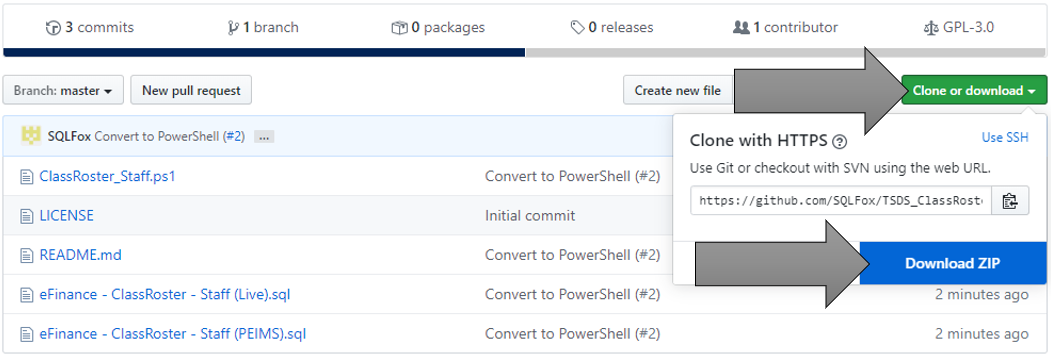 3 commits 1 branch 0 packages 0 releases 1 contributor GPL-3.0
Branch: master New pull request Create new file Clone or download
SQLFox Convert to PowerShell (#2) ...
Clone with HTTPS Use SSH
Use Git or checkout with SVN using the web URL.
https://github.com/SQLFox/TSDS_ClassRost
Download ZIP
ClassRoster_Staff.ps1 Convert to PowerShell (#2)
LICENSE Initial commit
README.md Convert to PowerShell (#2)
eFinance - ClassRoster - Staff (Live).sql Convert to PowerShell (#2) 2 minutes ago
eFinance - ClassRoster - Staff (PEIMS).sql Convert to PowerShell (#2) 2 minutes ago